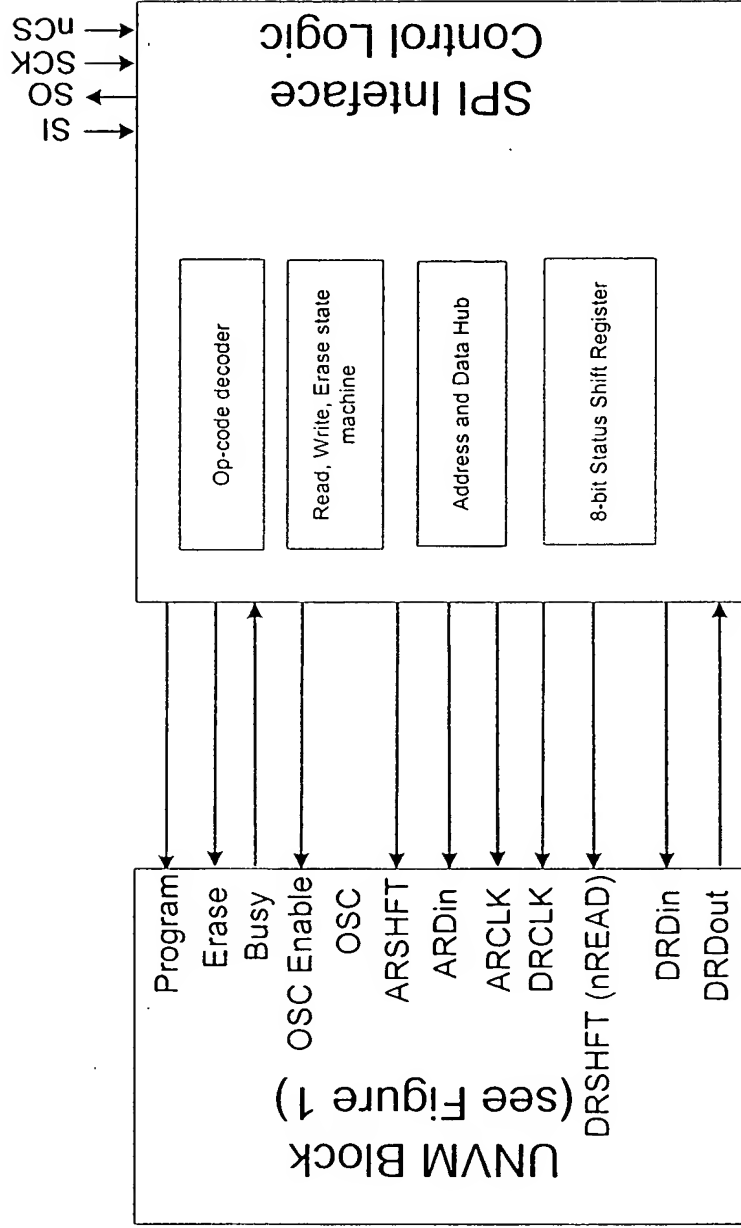 UNVM Block
(see Figure 1)
Program
Erase
Busy
OSC Enable
OSC
ARSHFT
ARDin
ARCLK
DRCLK
DRSHFT (nREAD)
DRDin
DRDout
Op-code decoder
Read, Write, Erase state
machine
Address and Data Hub
8-bit Status Shift Register
SPI Interface
Control Logic
SI
SO
SCK
nCS